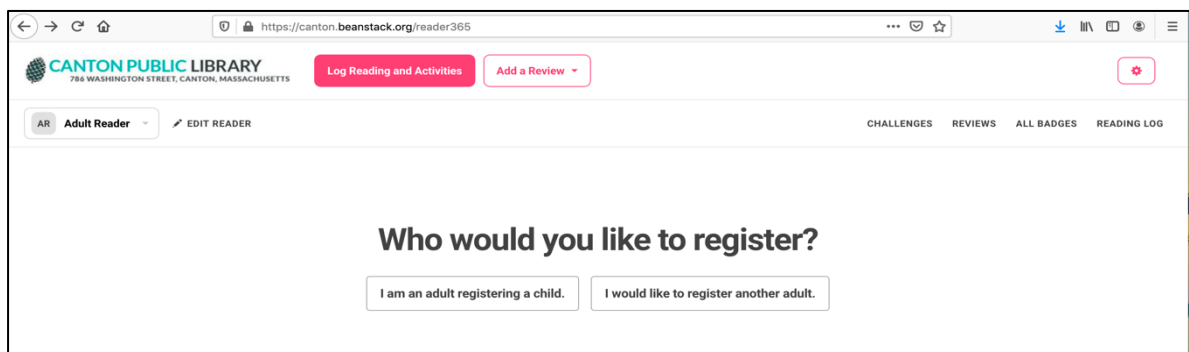 https://canton.beanstack.org/reader365
CANTON PUBLIC LIBRARY
786 WASHINGTON STREET, CANTON, MASSACHUSETTS
Log Reading and Activities
Add a Review
AR Adult Reader
EDIT READER
CHALLENGES REVIEWS ALL BADGES READING LOG
Who would you like to register?
I am an adult registering a child.
I would like to register another adult.